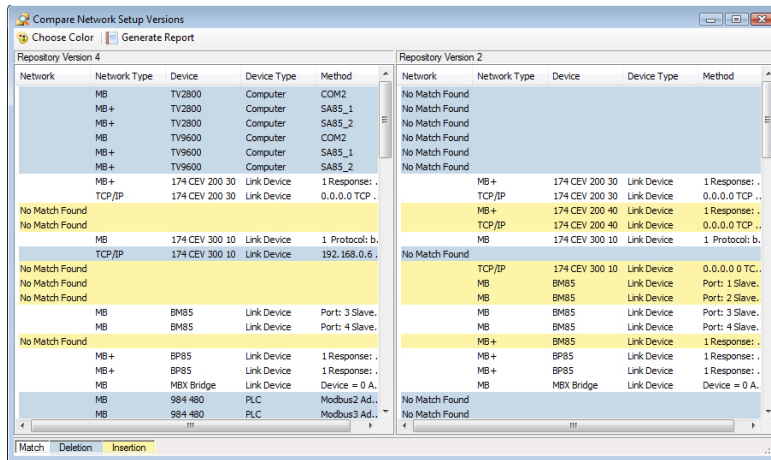 Compare Network Setup Versions
Choose Color Generate Report
Repository Version 4
Network Network Type Device Device Type Method
MB TV2800 Computer COM2
MB+ TV2800 Computer SA85_1
MB+ TV2800 Computer SA85_2
MB TV9600 Computer COM2
MB+ TV9600 Computer SA85_1
MB+ TV9600 Computer SA85_2
MB+ 174 CEV 200 30 Link Device 1 Response: .
TCP/IP 174 CEV 200 30 Link Device 0.0.0.0 TCP ..
No Match Found
No Match Found
MB 174 CEV 300 10 Link Device 1 Protocol: b.
TCP/IP 174 CEV 300 10 Link Device 192.168.0.6 ..
No Match Found
No Match Found
No Match Found
MB BM85 Link Device Port: 3 Slave.
MB BM85 Link Device Port: 4 Slave.
No Match Found
MB+ BP85 Link Device 1 Response: .
MB+ BP85 Link Device 1 Response: .
MB MBX Bridge Link Device Device = 0 A.
MB 984 480 PLC Modbus2 Ad..
MB 984 480 PLC Modbus3 Ad..
Repository Version 2
Network Network Type Device Device Type Method
No Match Found
No Match Found
No Match Found
No Match Found
No Match Found
No Match Found
MB+ 174 CEV 200 30 Link Device 1 Response: .
TCP/IP 174 CEV 200 30 Link Device 0.0.0.0 TCP ..
MB+ 174 CEV 200 40 Link Device 1 Response: .
TCP/IP 174 CEV 200 40 Link Device 0.0.0.0 TCP ..
MB 174 CEV 300 10 Link Device 1 Protocol: b.
No Match Found
TCP/IP 174 CEV 300 10 Link Device 0.0.0.0 0 TC..
MB BM85 Link Device Port: 1 Slave.
MB BM85 Link Device Port: 2 Slave.
MB BM85 Link Device Port: 3 Slave.
MB BM85 Link Device Port: 4 Slave.
MB+ BM85 Link Device 1 Response: .
MB+ BP85 Link Device 1 Response: .
MB+ BP85 Link Device 1 Response: .
MB MBX Bridge Link Device Device = 0 A.
No Match Found
No Match Found
Match Deletion Insertion